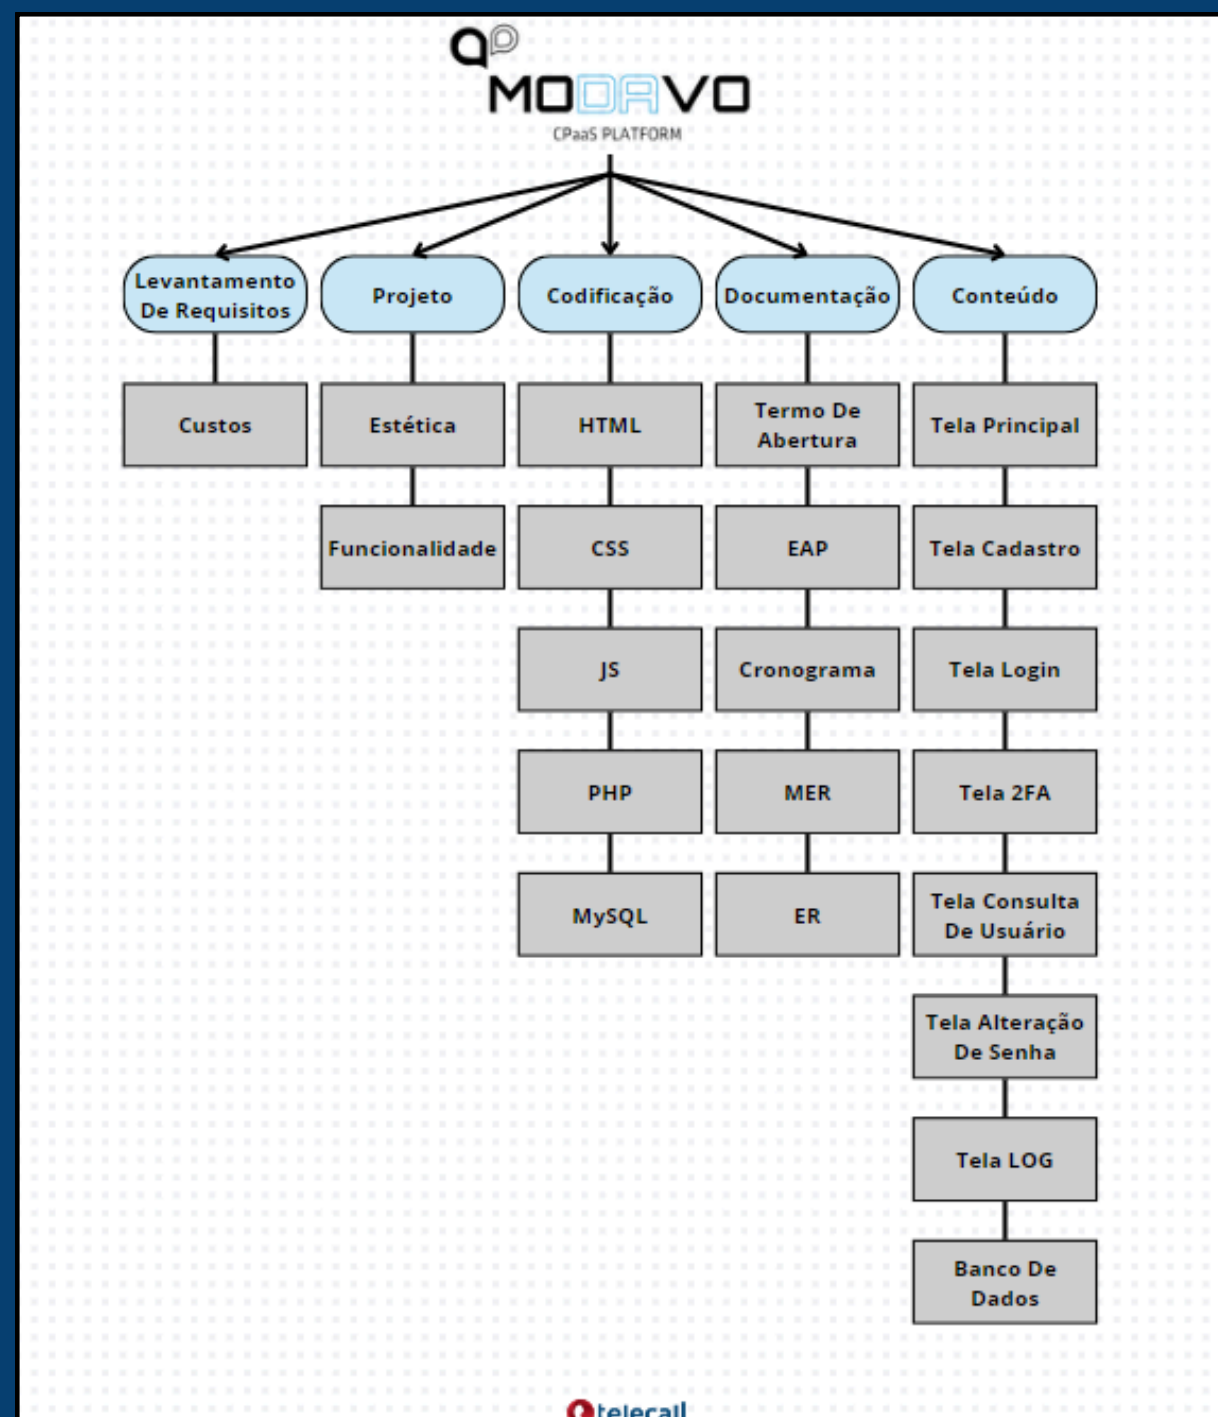 MODAVO
CPaaS PLATFORM
Levantamento
De Requisitos
Projeto
Codificação
Documentação
Conteúdo
Custos
Estética
HTML
Termo De
Abertura
Tela Principal
Funcionalidade
CSS
EAP
Tela Cadastro
JS
Cronograma
Tela Login
PHP
MER
Tela 2FA
MySQL
ER
Tela Consulta
De Usuário
Tela Alteração
De Senha
Tela LOG
Banco De
Dados
telecall